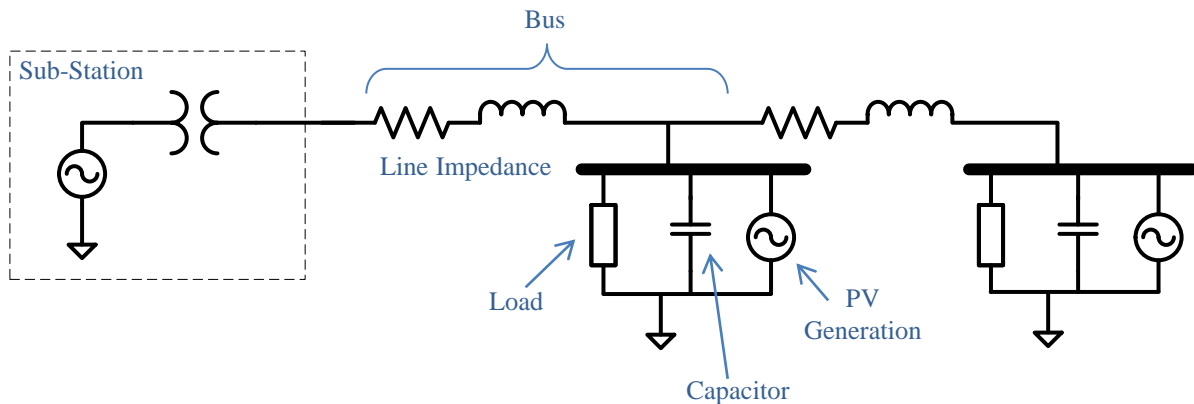 Bus
Sub-Station
Line Impedance
Load
PV
Generation
Capacitor